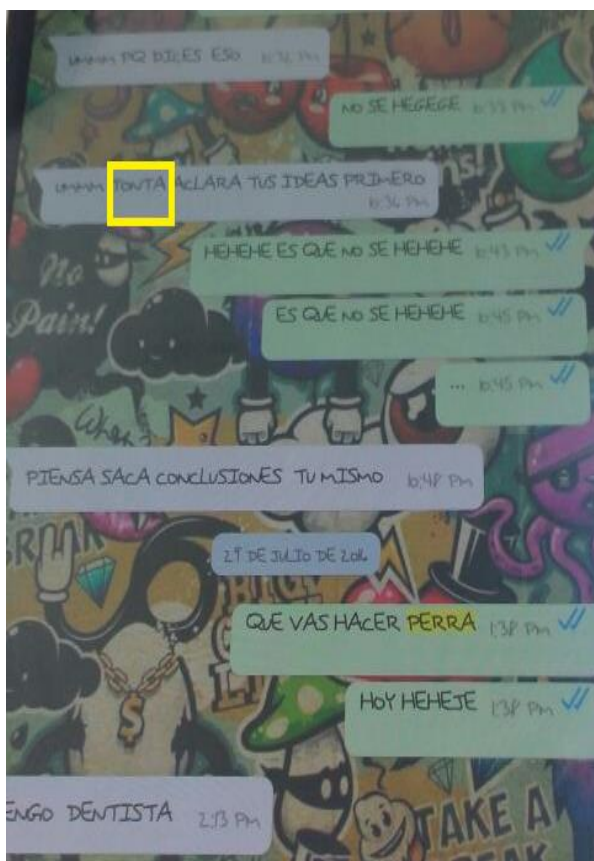 UMMM PQ DICES ESO 6:32 PM
NO SE HEGEGE 6:33 PM
UMMM TONTA ACLARA TUS IDEAS PRIMERO
6:36 PM
HEHEHE ES QUE NO SE HEHEHE 6:43 PM
No
Pain!
ES QUE NO SE HEHEHE 6:45 PM
... 6:45 PM
PIENSA SACA CONCLUSIONES TU MISMO 6:48 PM
DE JULIO DE 2016
QUE VAS HACER PERRA 1:38 PM
HOY HEHEJE 1:38 PM
$
ENGO DENTISTA 2:13 PM
TAKE A